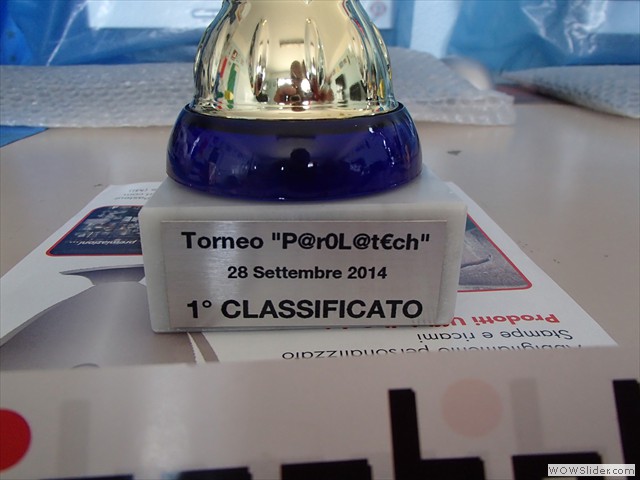 Torneo "P@r0L@t€ch"
28 Settembre 2014
1° CLASSIFICATO
Stampe e ricami
Abbigliamento personalizzato
WOWSlider.com